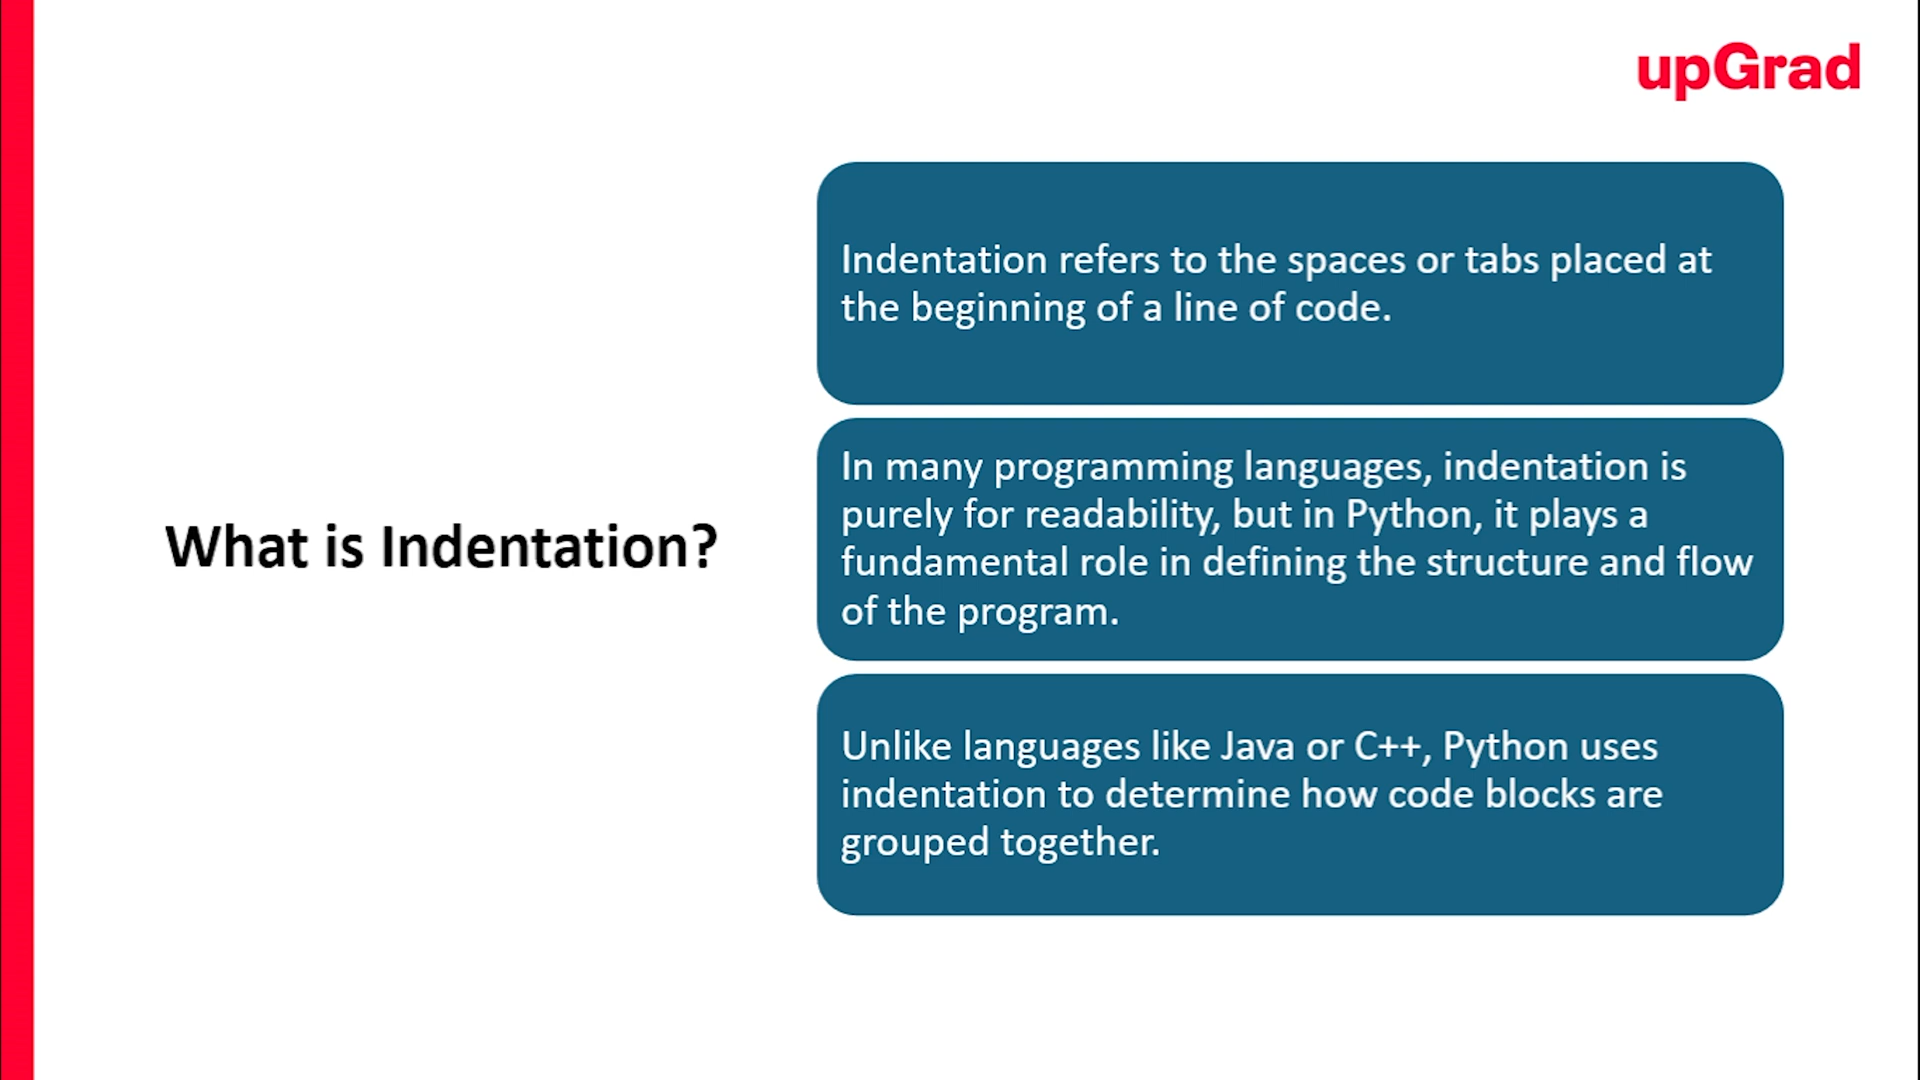 upGrad
What is Indentation?
Indentation refers to the spaces or tabs placed at
the beginning of a line of code.
In many programming languages, indentation is
purely for readability, but in Python, it plays a
fundamental role in defining the structure and flow
of the program.
Unlike languages like Java or C++, Python uses
indentation to determine how code blocks are
grouped together.